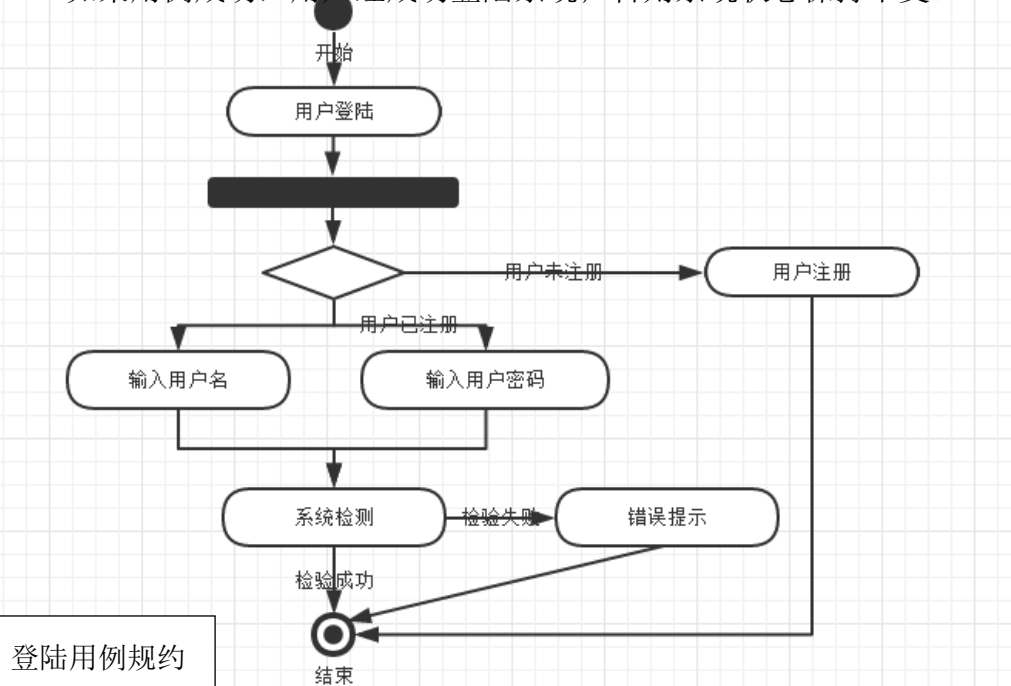 开始
用户登陆
用户未注册
用户注册
用户已注册
输入用户名
输入用户密码
系统检测
检验失败
错误提示
检验成功
登陆用例规约
结束